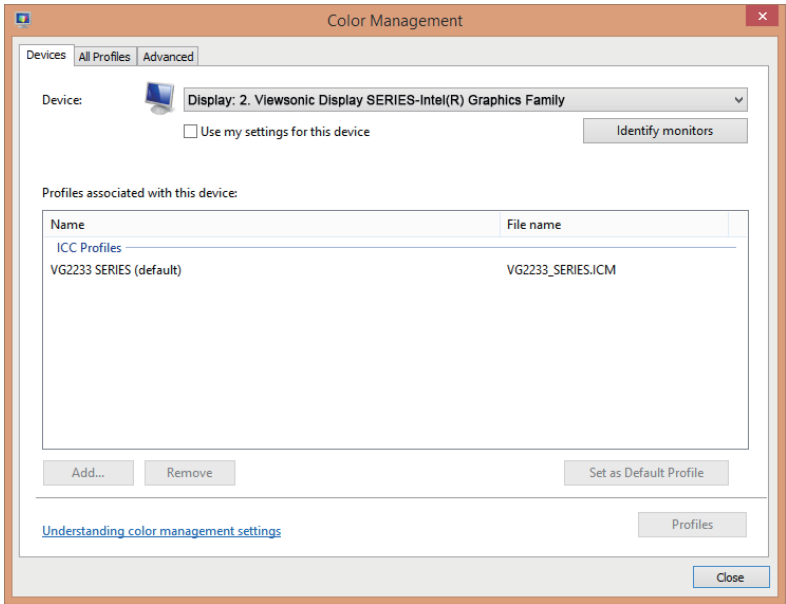 Color Management
Devices All Profiles Advanced
Device: Display: 2. Viewsonic Display SERIES-Intel(R) Graphics Family
Use my settings for this device Identify monitors
Profiles associated with this device:
Name File name
ICC Profiles
VG2233 SERIES (default) VG2233_SERIES.ICM
Add... Remove Set as Default Profile
Understanding color management settings Profiles
Close